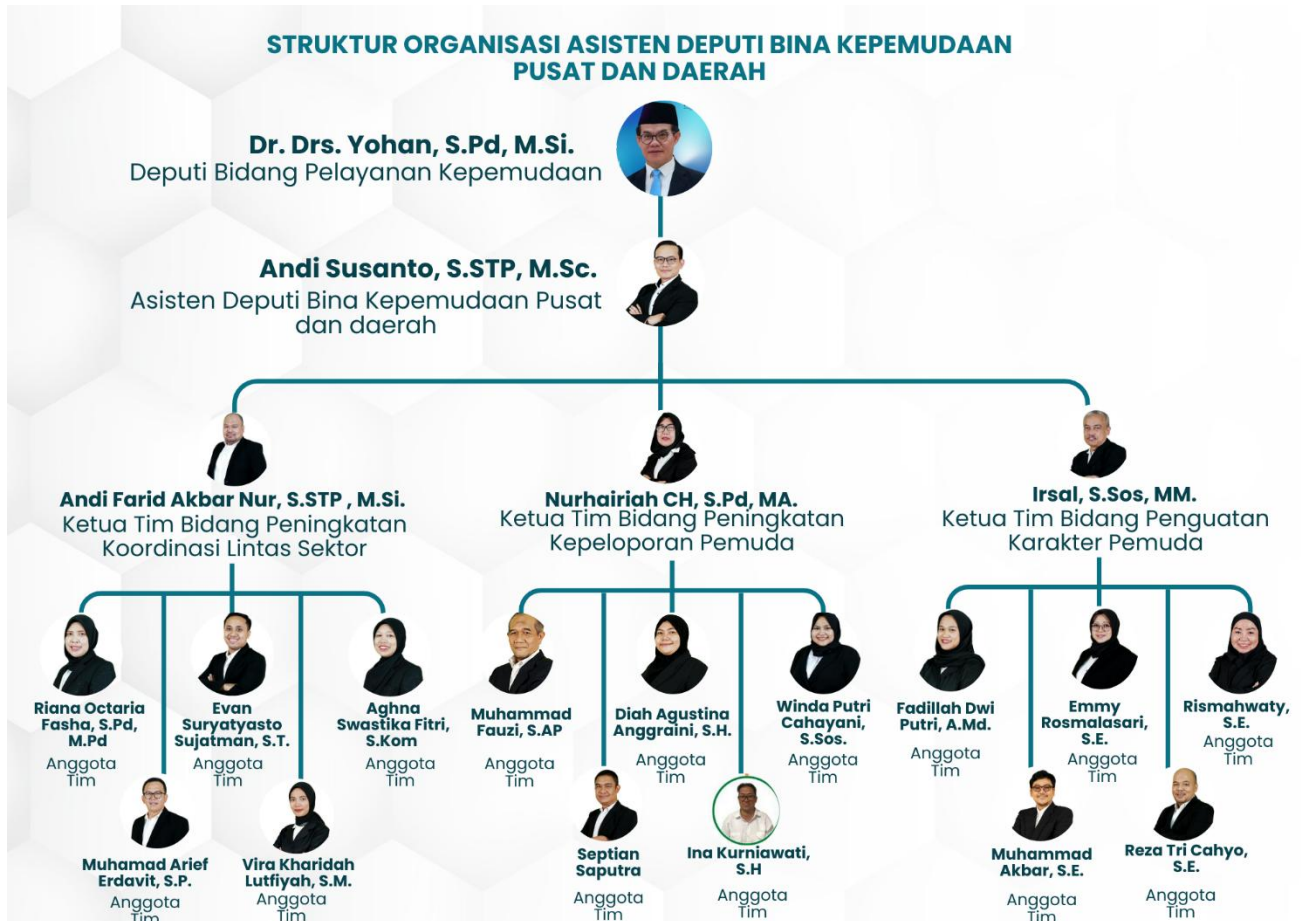 STRUKTUR ORGANISASI ASISTEN DEPUTI BINA KEPEMUDAAN
PUSAT DAN DAERAH
Dr. Drs. Yohan, S.Pd, M.Si.
Deputi Bidang Pelayanan Kepemudaan
Andi Susanto, S.STP, M.Sc.
Asisten Deputi Bina Kepemudaan Pusat
dan daerah
Andi Farid Akbar Nur, S.STP , M.Si.
Ketua Tim Bidang Peningkatan
Koordinasi Lintas Sektor
Nurhairiah CH, S.Pd, MA.
Ketua Tim Bidang Peningkatan
Kepeloporan Pemuda
Irsal, S.Sos, MM.
Ketua Tim Bidang Penguatan
Karakter Pemuda
Riana Octaria
Fasha, S.Pd,
M.Pd
Anggota
Tim
Evan
Suryatyasto
Sujatman, S.T.
Anggota
Tim
Aghna
Swastika Fitri,
S.Kom
Anggota
Tim
Muhammad
Fauzi, S.AP
Anggota
Tim
Diah Agustina
Anggraini, S.H.
Anggota
Tim
Winda Putri
Cahayani,
S.Sos.
Anggota
Tim
Fadillah Dwi
Putri, A.Md.
Anggota
Tim
Emmy
Rosmalasari,
S.E.
Anggota
Tim
Rismahwaty,
S.E.
Anggota
Tim
Muhamad Arief
Erdavit, S.P.
Anggota
Tim
Vira Kharidah
Lutfiyah, S.M.
Anggota
Tim
Septian
Saputra
Anggota
Tim
Ina Kurniawati,
S.H
Anggota
Tim
Muhammad
Akbar, S.E.
Anggota
Tim
Reza Tri Cahyo,
S.E.
Anggota
Tim